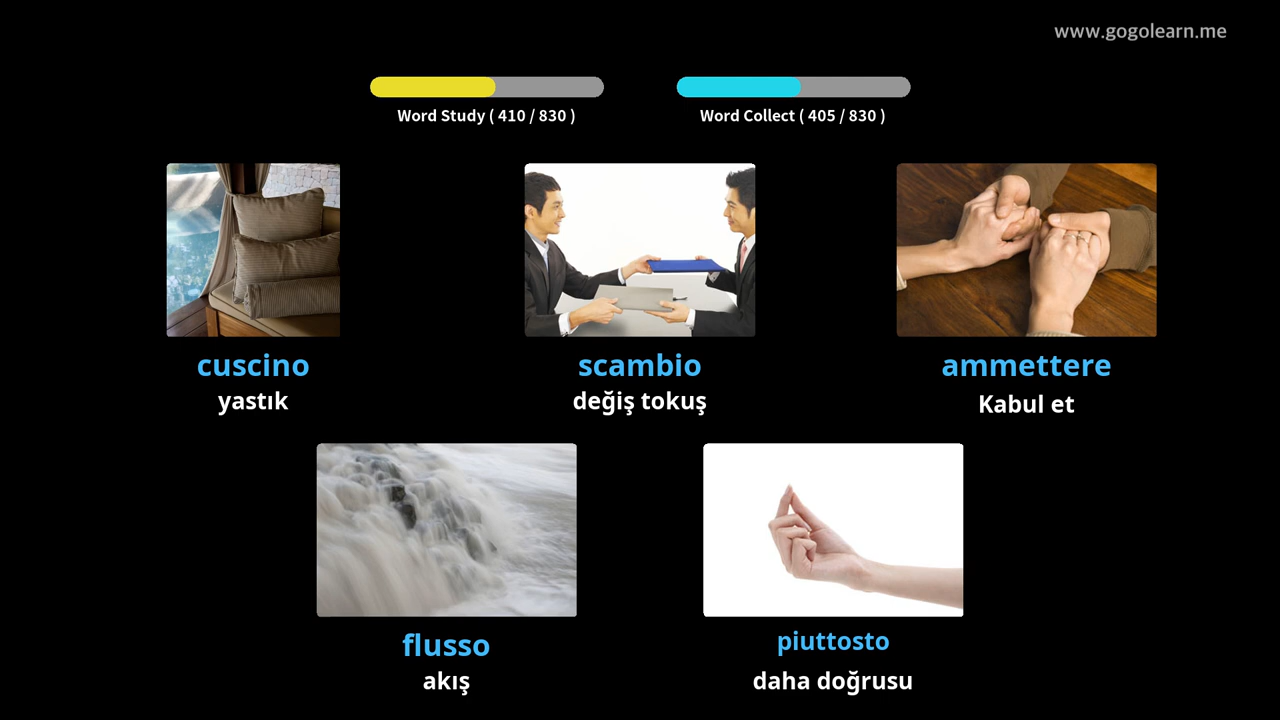 www.gogolearn.me
Word Study ( 410 / 830 )
Word Collect ( 405 / 830 )
cuscino
yastık
scambio
değiş tokuş
ammettere
Kabul et
flusso
akış
piuttosto
daha doğrusu